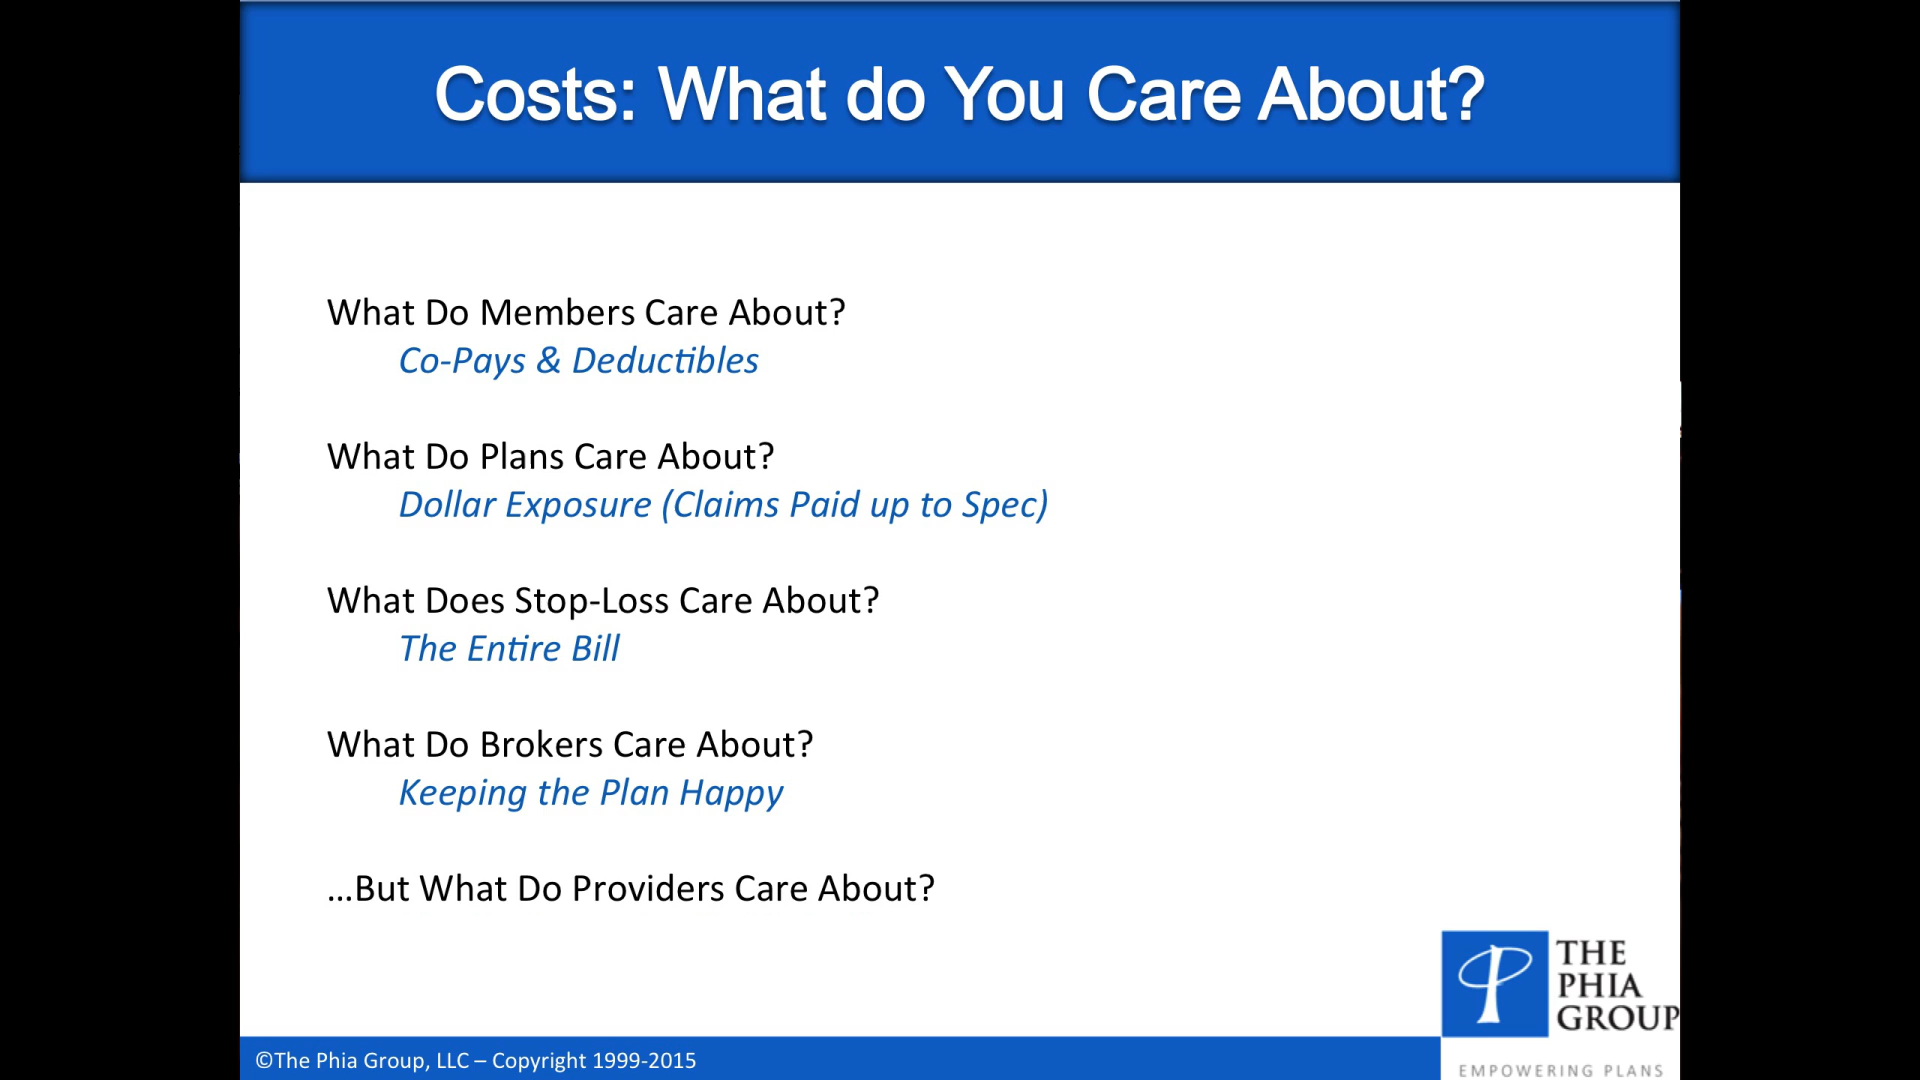 Costs: What do You Care About?
What Do Members Care About?
Co-Pays & Deductibles
What Do Plans Care About?
Dollar Exposure (Claims Paid up to Spec)
What Does Stop-Loss Care About?
The Entire Bill
What Do Brokers Care About?
Keeping the Plan Happy
...But What Do Providers Care About?
THE
PHIA
GROUP
EMPOWERING PLANS
©The Phia Group, LLC – Copyright 1999-2015